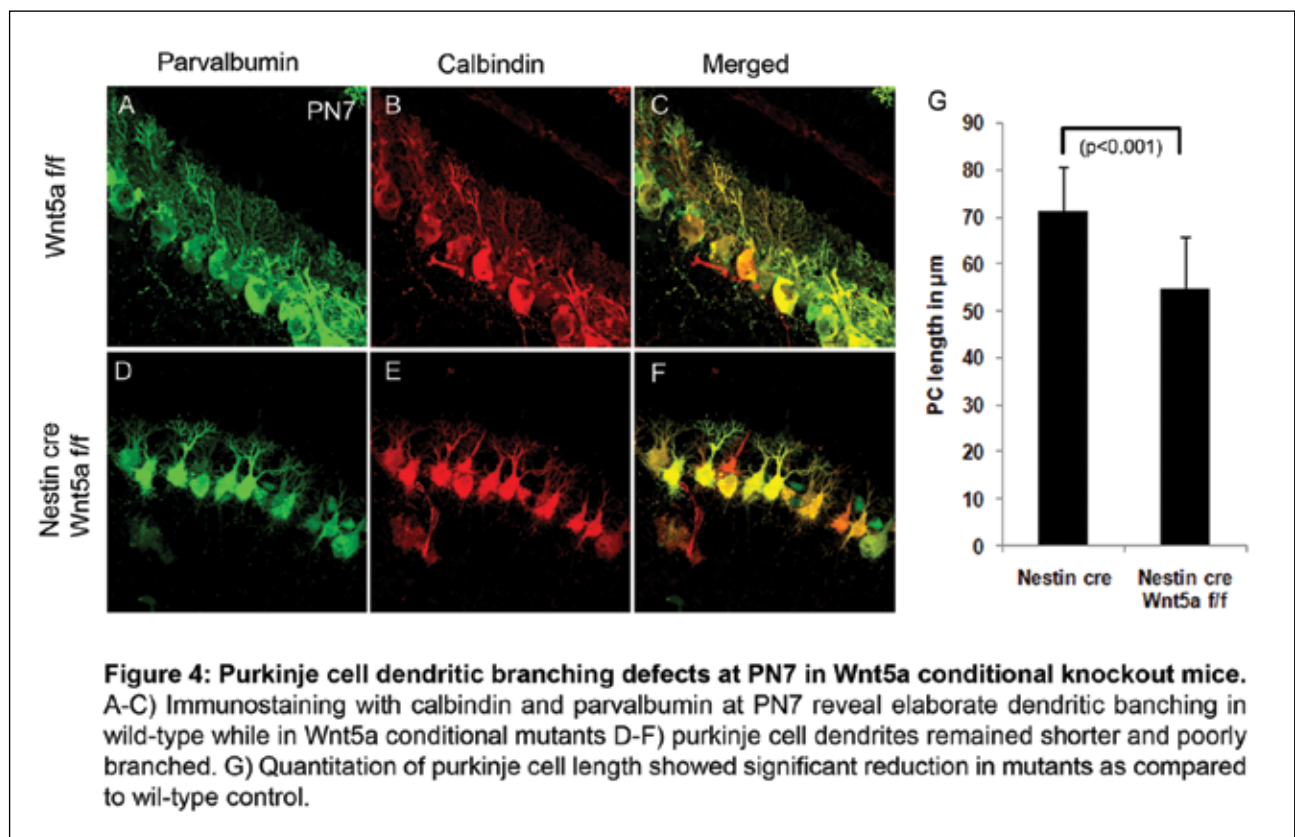 Parvalbumin Calbindin Merged
Wnt5a f/f
A PN7 B C
Nestin cre
Wnt5a f/f
D E F
G
(p<0.001)
PC length in µm
90
80
70
60
50
40
30
20
10
0
Nestin cre Nestin cre
Wnt5a f/f
Figure 4: Purkinje cell dendritic branching defects at PN7 in Wnt5a conditional knockout mice.
A-C) Immunostaining with calbindin and parvalbumin at PN7 reveal elaborate dendritic banching in
wild-type while in Wnt5a conditional mutants D-F) purkinje cell dendrites remained shorter and poorly
branched. G) Quantitation of purkinje cell length showed significant reduction in mutants as compared
to wil-type control.